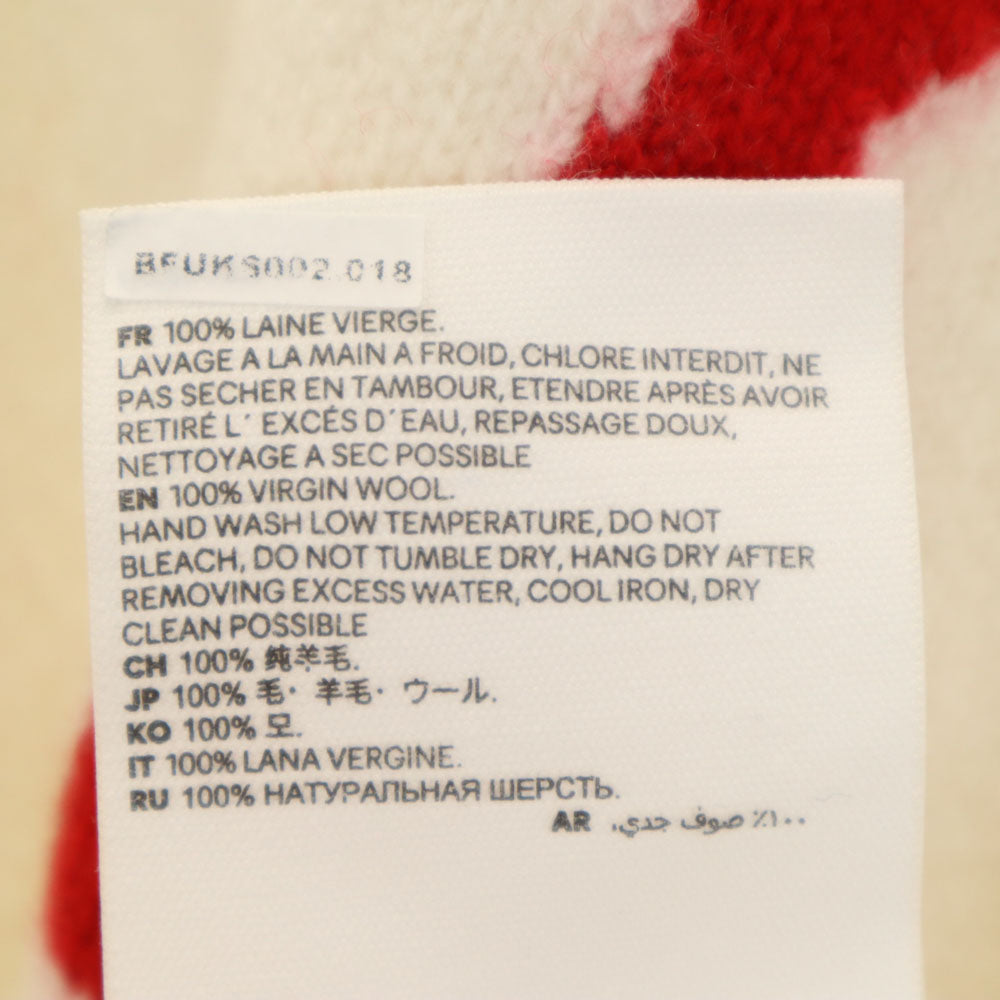 BFUKS002.018
FR 100% LAINE VIERGE.
LAVAGE A LA MAIN A FROID, CHLORE INTERDIT, NE
PAS SECHER EN TAMBOUR, ETENDRE APRÈS AVOIR
RETIRÉ L´ EXCÉS D´EAU, REPASSAGE DOUX,
NETTOYAGE A SEC POSSIBLE
EN 100% VIRGIN WOOL.
HAND WASH LOW TEMPERATURE, DO NOT
BLEACH, DO NOT TUMBLE DRY, HANG DRY AFTER
REMOVING EXCESS WATER, COOL IRON, DRY
CLEAN POSSIBLE
CH 100% 纯羊毛.
JP 100% 毛· 羊毛· ウール.
KO 100% 모.
IT 100% LANA VERGINE.
RU 100% НАТУРАЛЬНАЯ ШЕРСТЬ.
AR ١٠٠٪ صوف جدي.